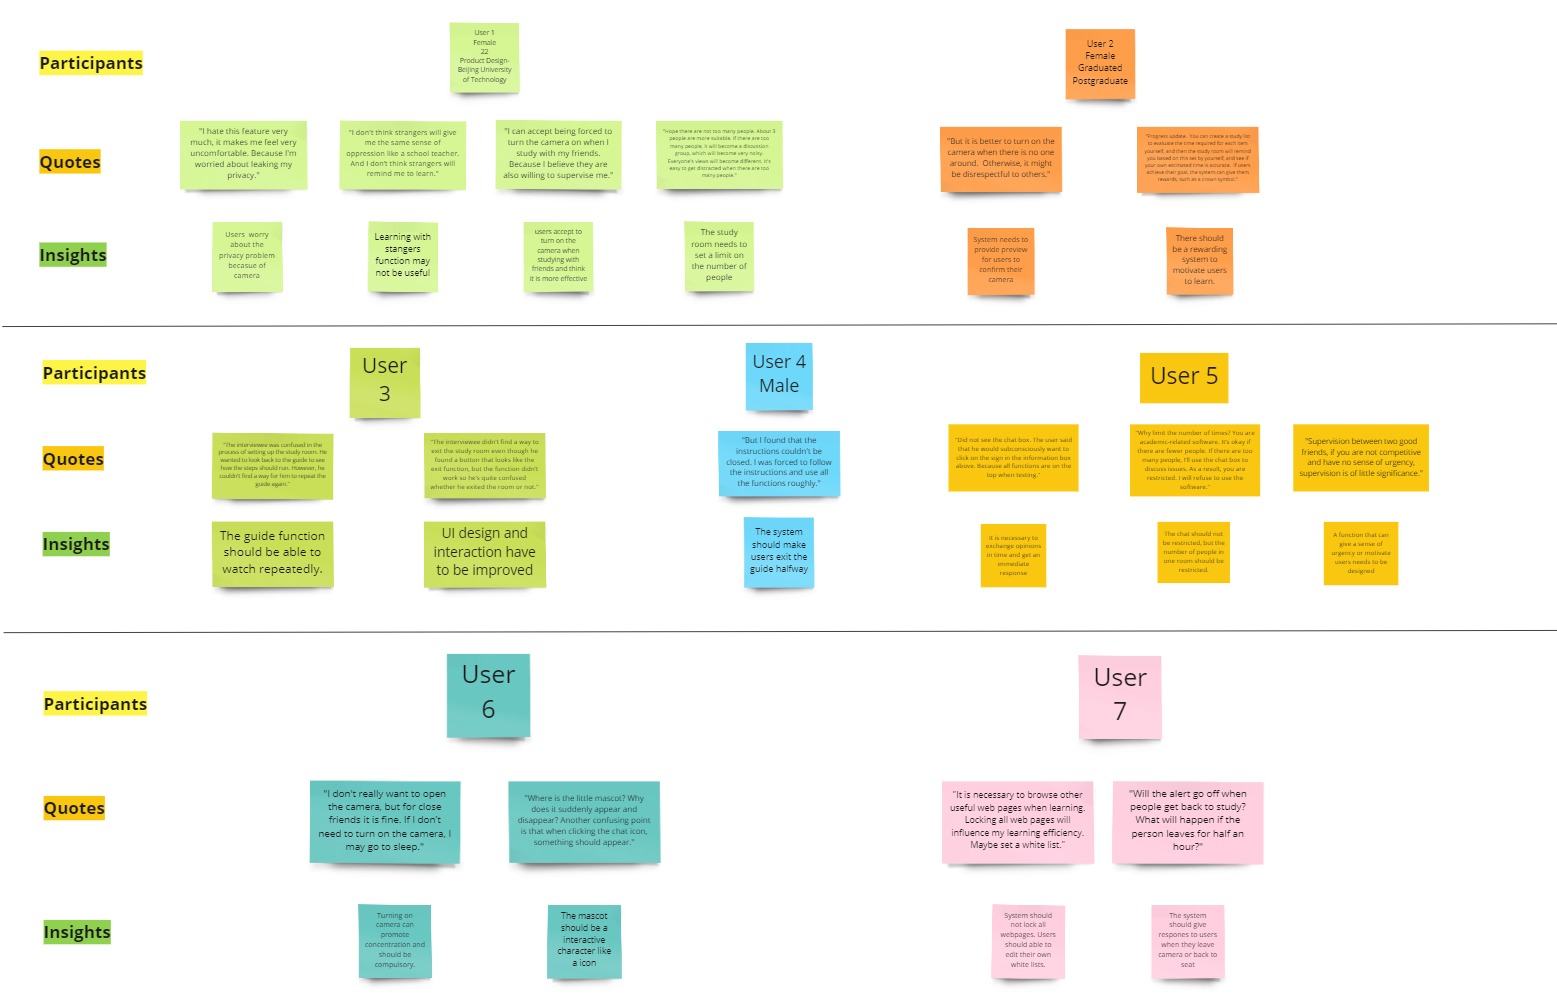 Participants
User 1
Female
22
Product Design-
Beijing University
of Technology
User 2
Female
Graduated
Postgraduate
Quotes
"I hate this feature very
much, it makes me feel very
uncomfortable. Because I'm
worried about leaking my
privacy."
"I don't think strangers will give
me the same sense of
oppression like a school teacher.
And I don't think strangers will
remind me to learn."
"I can accept being forced to
turn the camera on when I
study with my friends.
Because I believe they are
also willing to supervise me."
"Hope there are not too many people. About 3
people are more suitable. If there are too
many people, it will become a discussion
group, which will become very noisy.
Everyone's views will become different. It's
easy to get distracted when there are too
many people."
"But it is better to turn on the
camera when there is no one
around. Otherwise, it might
be disrespectful to others."
"Progress update. You can create a study list
to evaluate the time required for each item
yourself, and then the study room will remind
you based on this set by yourself, and see if
your own estimated time is accurate. If users
achieve their goal, the system can give them
rewards, such as a crown symbol."
Insights
Users worry
about the
privacy problem
becasue of
camera
Learning with
stangers
function may
not be useful
users accept to
turn on the
camera when
studying with
friends and think
it is more effective
The study
room needs to
set a limit on
the number of
people
System needs to
provide preview
for users to
confirm their
camera
There should
be a rewarding
system to
motivate users
to learn.
Participants
User
3
User 4
Male
User 5
Quotes
"The interviewee was confused in the
process of setting up the study room. He
wanted to look back to the guide to see
how the steps should run. However, he
couldn't find a way for him to repeat the
guide again."
"The interviewee didn't find a way to
exit the study room even though he
found a button that looks like the
exit function, but the function didn't
work so he's quite confused
whether he exited the room or not."
"But I found that the
instructions couldn't be
closed. I was forced to follow
the instructions and use all
the functions roughly."
"Did not see the chat box. The user said
that he would subconsciously want to
click on the sign in the information box
above. Because all functions are on the
top when testing."
"Why limit the number of times? You are
academic-related software. It's okay if
there are fewer people. If there are too
many people, I'll use the chat box to
discuss issues. As a result, you are
restricted. I will refuse to use the
software."
"Supervision between two good
friends, if you are not competitive
and have no sense of urgency,
supervision is of little significance."
Insights
The guide function
should be able to
watch repeatedly.
UI design and
interaction have
to be improved
The system
should make
users exit the
guide halfway
It is necessary to
exchange opinions
in time and get an
immediate
response
The chat should not
be restricted, but the
number of people in
one room should be
restricted.
A function that can
give a sense of
urgency or motivate
users needs to be
designed
Participants
User
6
User
7
Quotes
"I don't really want to open
the camera, but for close
friends it is fine. If I don't
need to turn on the camera, I
may go to sleep."
"Where is the little mascot? Why
does it suddenly appear and
disappear? Another confusing point
is that when clicking the chat icon,
something should appear."
"It is necessary to browse other
useful web pages when learning.
Locking all web pages will
influence my learning efficiency.
Maybe set a white list."
"Will the alert go off when
people get back to study?
What will happen if the
person leaves for half an
hour?"
Insights
Turning on
camera can
promote
concentration and
should be
compulsory.
The mascot
should be a
interactive
character like
a icon
System should
not lock all
webpages. Users
should able to
edit their own
white lists.
The system
should give
respones to users
when they leave
camera or back to
seat